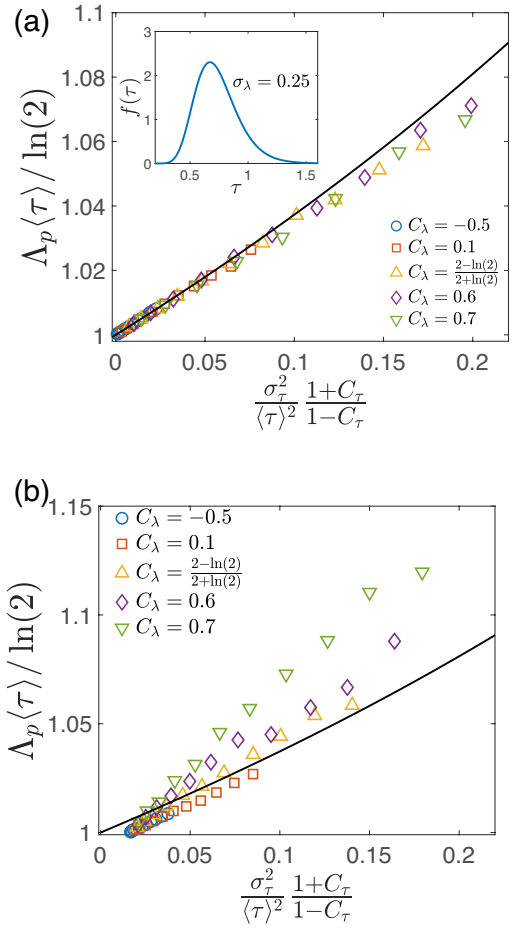 (a)
Λ_p⟨τ⟩/ ln(2)
1.1
1.08
1.06
1.04
1.02
1
f(τ)
3
2
1
0
σ_λ = 0.25
0.5 1 1.5
τ
C_λ = −0.5
C_λ = 0.1
C_λ = (2−ln(2))/(2+ln(2))
C_λ = 0.6
C_λ = 0.7
0 0.05 0.1 0.15 0.2
σ_τ²/⟨τ⟩² (1+C_τ)/(1−C_τ)
(b)
Λ_p⟨τ⟩/ ln(2)
1.15
1.1
1.05
1
C_λ = −0.5
C_λ = 0.1
C_λ = (2−ln(2))/(2+ln(2))
C_λ = 0.6
C_λ = 0.7
0 0.05 0.1 0.15 0.2
σ_τ²/⟨τ⟩² (1+C_τ)/(1−C_τ)